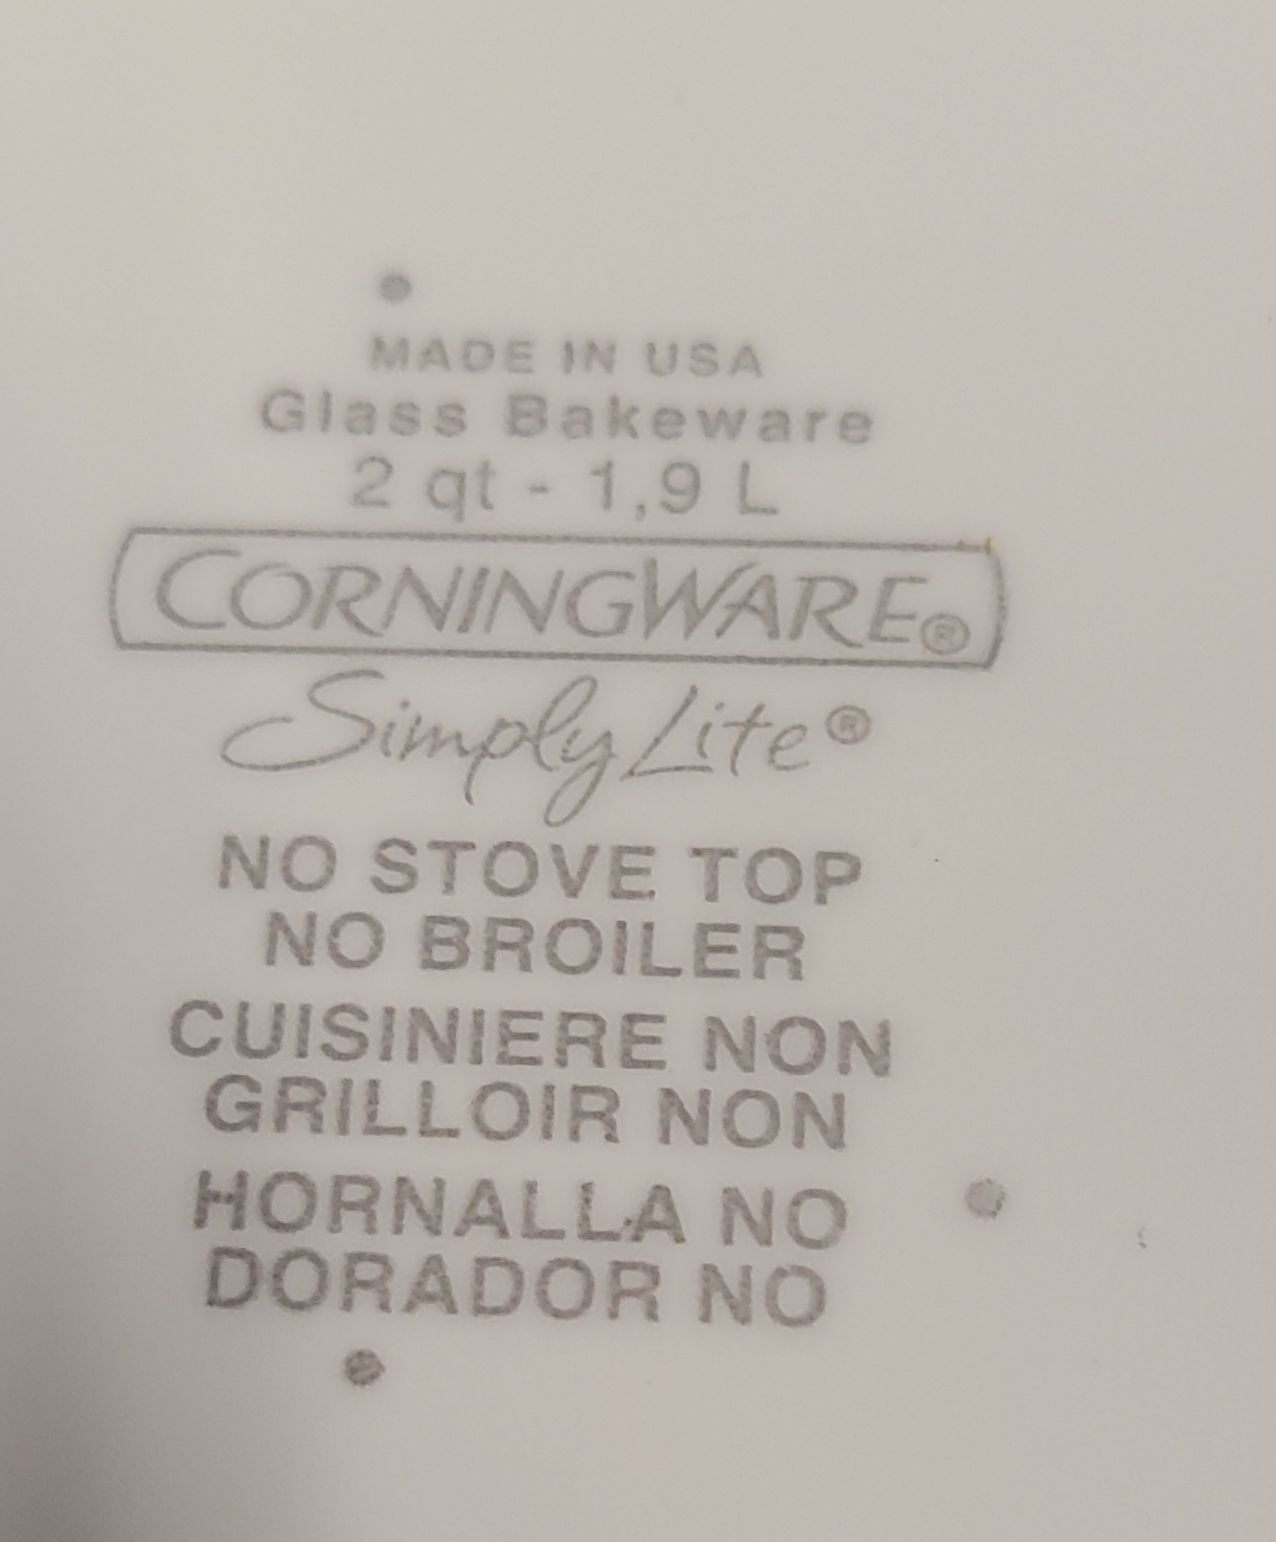 MADE IN USA
Glass Bakeware
2 qt - 1,9 L
CORNINGWARE®
Simply Lite®
NO STOVE TOP
NO BROILER
CUISINIERE NON
GRILLOIR NON
HORNALLA NO
DORADOR NO